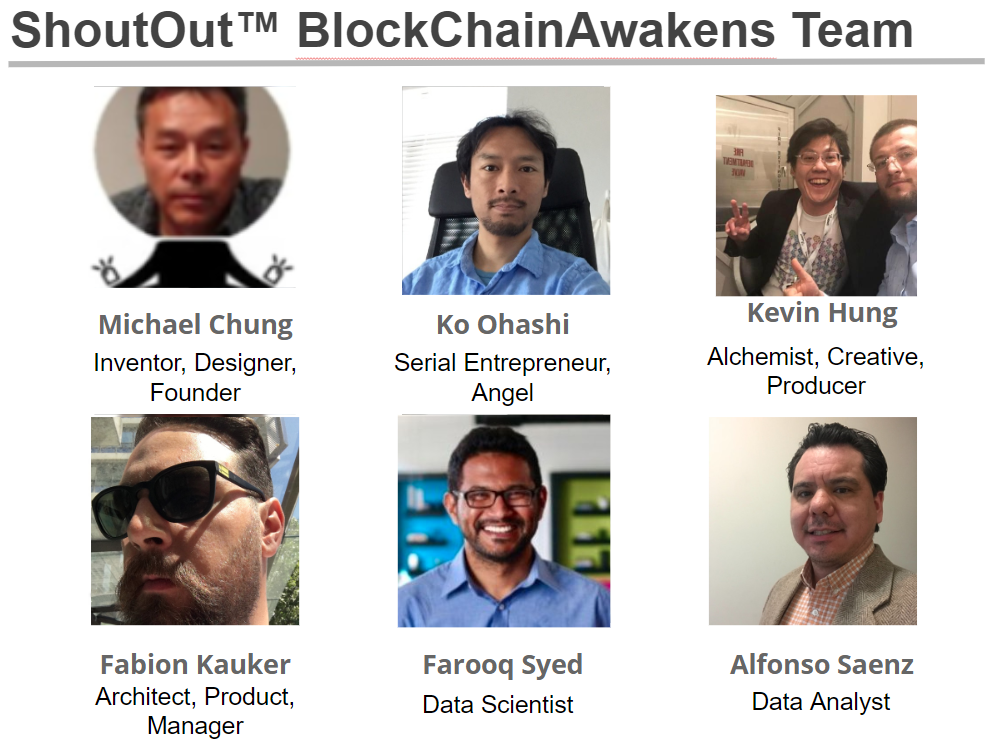 ShoutOut™ BlockChainAwakens Team
Michael Chung
Inventor, Designer,
Founder
Ko Ohashi
Serial Entrepreneur,
Angel
Kevin Hung
Alchemist, Creative,
Producer
Fabion Kauker
Architect, Product,
Manager
Farooq Syed
Data Scientist
Alfonso Saenz
Data Analyst